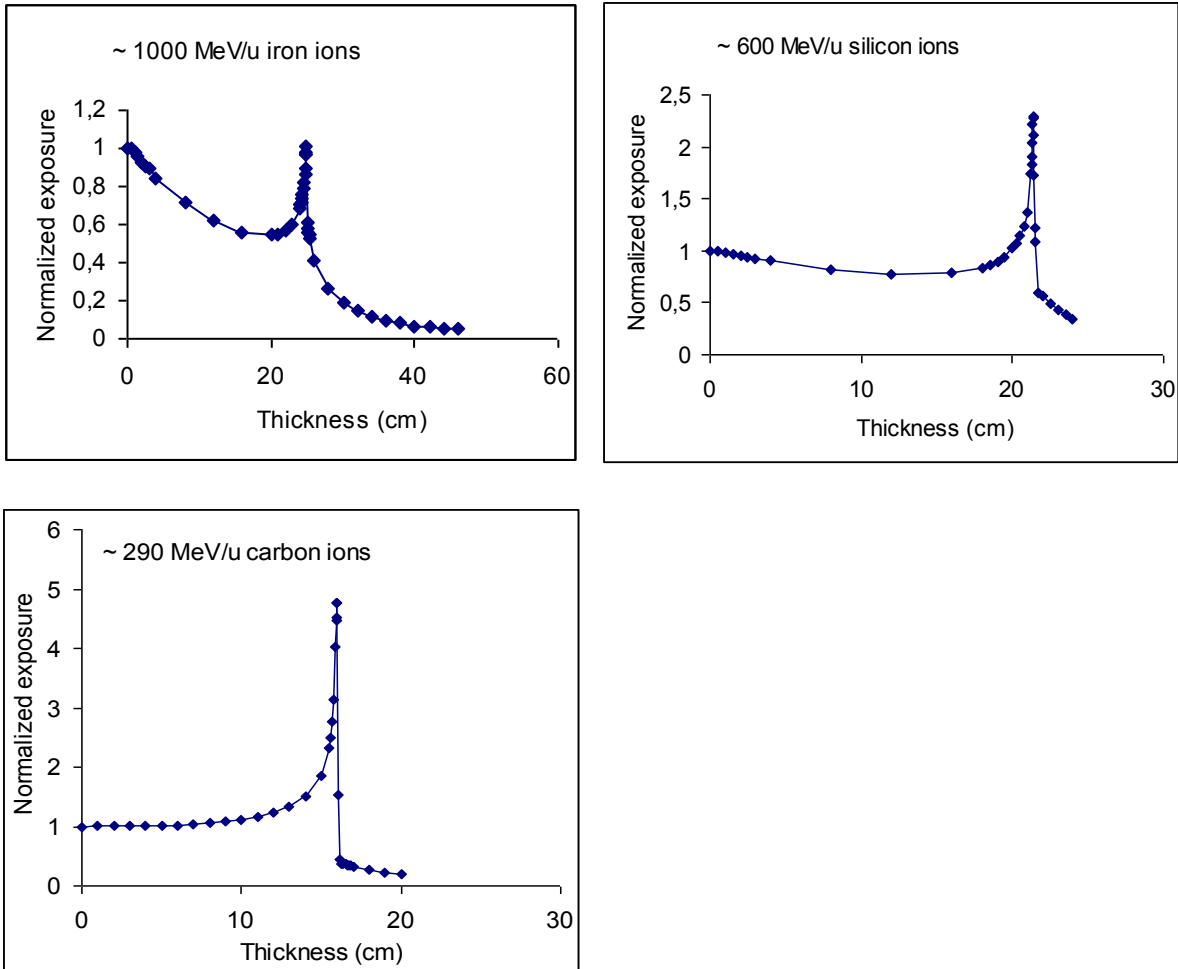 ~ 1000 MeV/u iron ions
Normalized exposure
1,2
1
0,8
0,6
0,4
0,2
0
0 20 40 60
Thickness (cm)
~ 600 MeV/u silicon ions
Normalized exposure
2,5
2
1,5
1
0,5
0
0 10 20 30
Thickness (cm)
~ 290 MeV/u carbon ions
Normalized exposure
6
5
4
3
2
1
0
0 10 20 30
Thickness (cm)